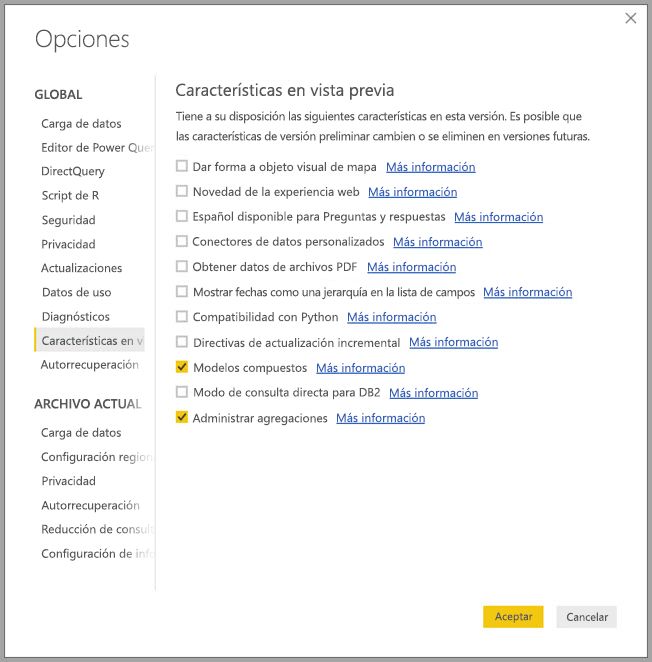 Opciones
GLOBAL
Carga de datos
Editor de Power Quer
DirectQuery
Script de R
Seguridad
Privacidad
Actualizaciones
Datos de uso
Diagnósticos
Características en v
Autorrecuperación
ARCHIVO ACTUAL
Carga de datos
Configuración region
Privacidad
Autorrecuperación
Reducción de consult
Configuración de info
Características en vista previa
Tiene a su disposición las siguientes características en esta versión. Es posible que
las características de versión preliminar cambien o se eliminen en versiones futuras.
Dar forma a objeto visual de mapa Más información
Novedad de la experiencia web Más información
Español disponible para Preguntas y respuestas Más información
Conectores de datos personalizados Más información
Obtener datos de archivos PDF Más información
Mostrar fechas como una jerarquía en la lista de campos Más información
Compatibilidad con Python Más información
Directivas de actualización incremental Más información
Modelos compuestos Más información
Modo de consulta directa para DB2 Más información
Administrar agregaciones Más información
Aceptar
Cancelar